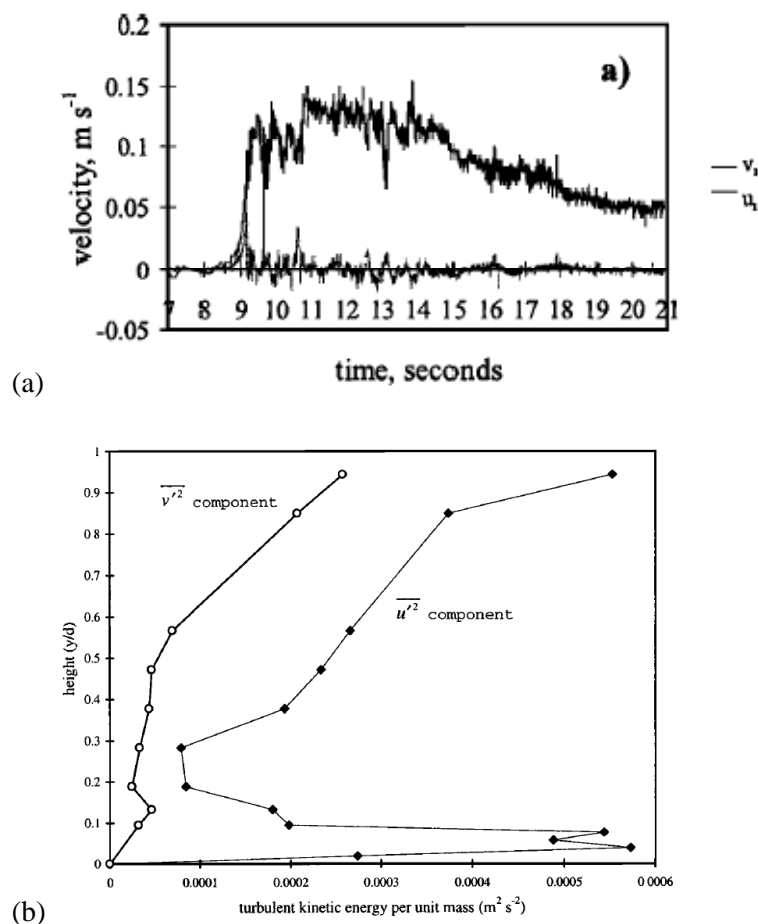 0.2
a)
0.15
0.1
0.05
0
-0.05
velocity, m s⁻¹
7 8 9 10 11 12 13 14 15 16 17 18 19 20 21
time, seconds
(a)
1
0.9
0.8
0.7
0.6
0.5
0.4
0.3
0.2
0.1
0
height (y/d)
v′² component
u′² component
0 0.0001 0.0002 0.0003 0.0004 0.0005 0.0006
turbulent kinetic energy per unit mass (m² s⁻²)
(b)